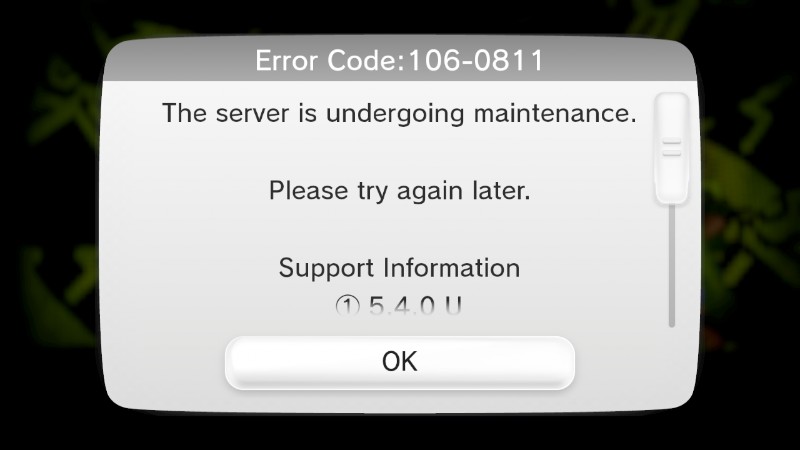 Error Code:106-0811
The server is undergoing maintenance.
Please try again later.
Support Information
① 5.4.0 U
OK